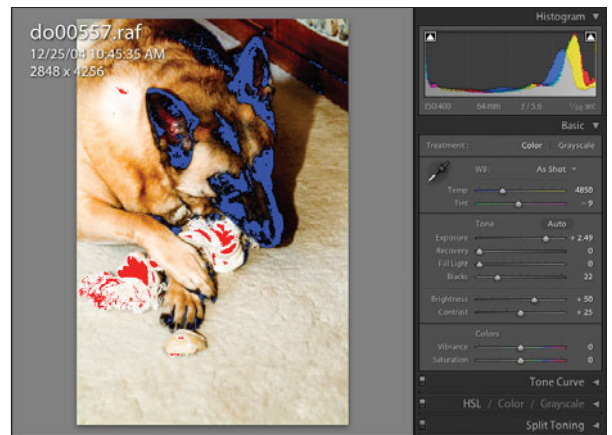 do00557.raf
12/25/04 10:45:35 AM
2848 x 4256
Histogram
ISO400 64mm f / 5.6
sec
Basic
Treatment : Color Grayscale
WB : As Shot
Temp 4850
Tint - 9
Tone Auto
Exposure + 2.49
Recovery 0
Fill Light 0
Blacks 22
Brightness + 50
Contrast + 25
Colors
Vibrance 0
Saturation 0
Tone Curve
HSL / Color / Grayscale
Split Toning